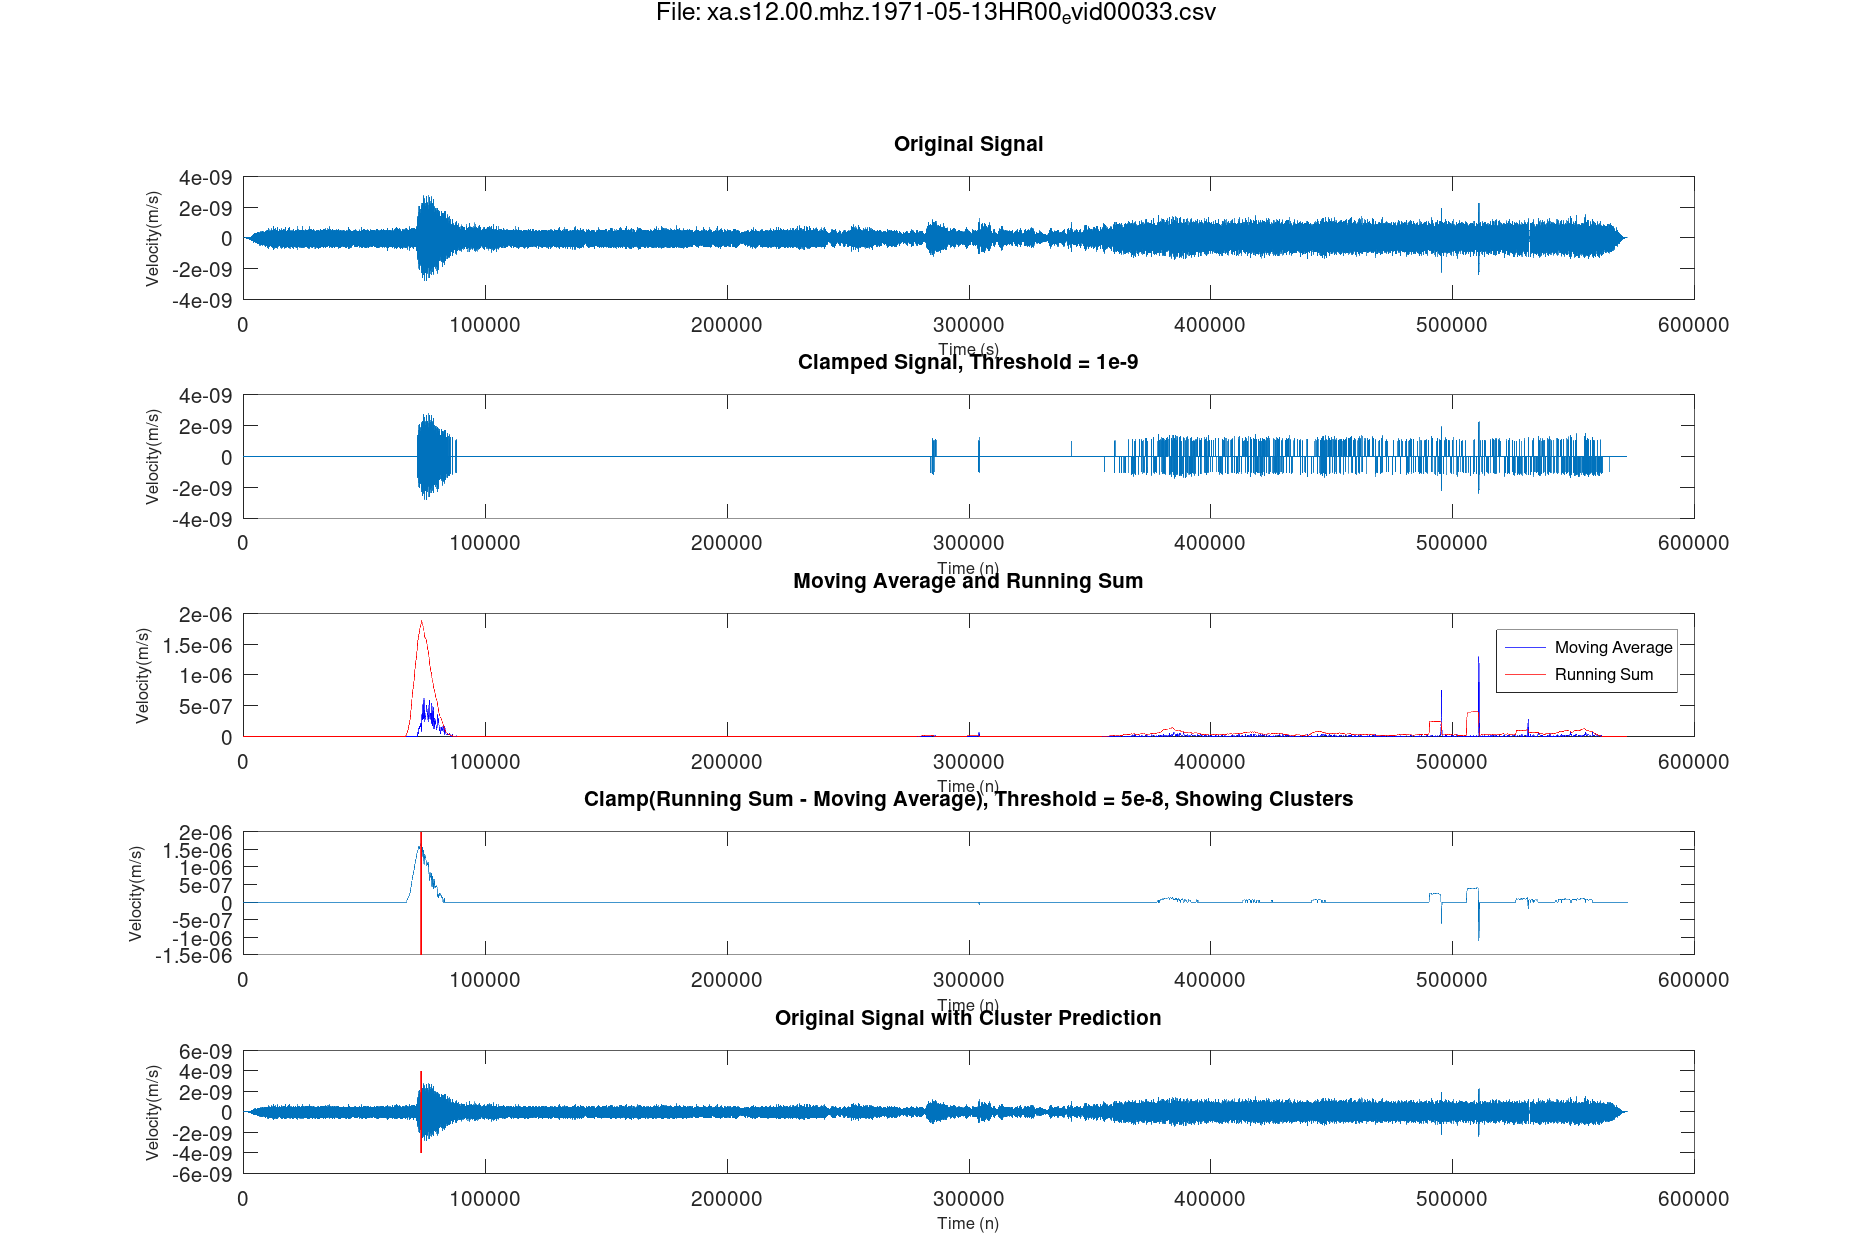 File: xa.s12.00.mhz.1971-05-13HR00evid00033.csv
Original Signal
Velocity(m/s)
4e-09
2e-09
0
-2e-09
-4e-09
0 100000 200000 300000 400000 500000 600000
Time (s)
Clamped Signal, Threshold = 1e-9
Velocity(m/s)
4e-09
2e-09
0
-2e-09
-4e-09
0 100000 200000 300000 400000 500000 600000
Time (n)
Moving Average and Running Sum
Velocity(m/s)
2e-06
1.5e-06
1e-06
5e-07
0
Moving Average
Running Sum
0 100000 200000 300000 400000 500000 600000
Time (n)
Clamp(Running Sum - Moving Average), Threshold = 5e-8, Showing Clusters
Velocity(m/s)
2e-06
1.5e-06
1e-06
5e-07
0
-5e-07
-1e-06
-1.5e-06
0 100000 200000 300000 400000 500000 600000
Time (n)
Original Signal with Cluster Prediction
Velocity(m/s)
6e-09
4e-09
2e-09
0
-2e-09
-4e-09
-6e-09
0 100000 200000 300000 400000 500000 600000
Time (n)